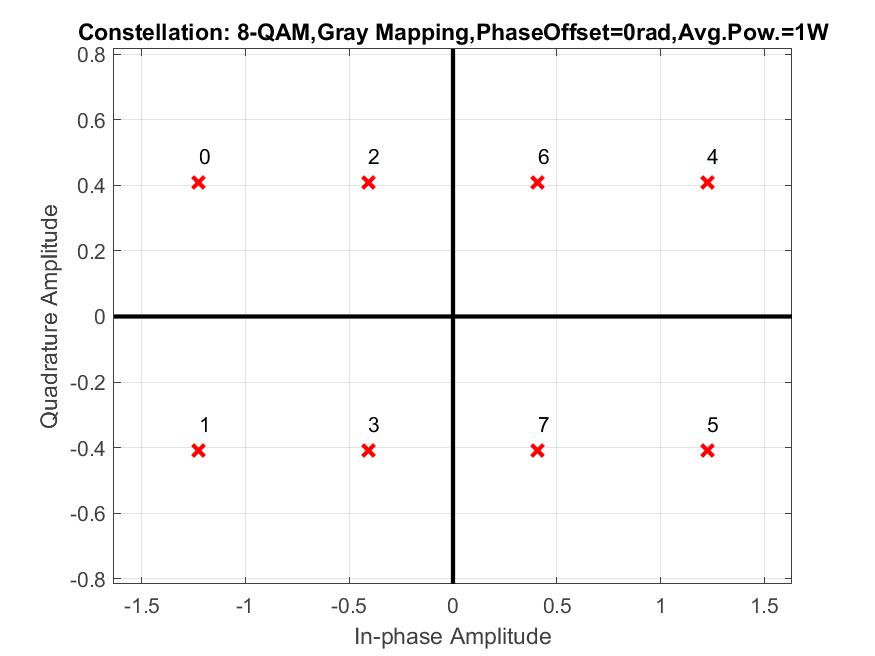 Constellation: 8-QAM,Gray Mapping,PhaseOffset=0rad,Avg.Pow.=1W
0.8
0.6
0.4
0.2
0
-0.2
-0.4
-0.6
-0.8
Quadrature Amplitude
0 2 6 4
1 3 7 5
-1.5 -1 -0.5 0 0.5 1 1.5
In-phase Amplitude